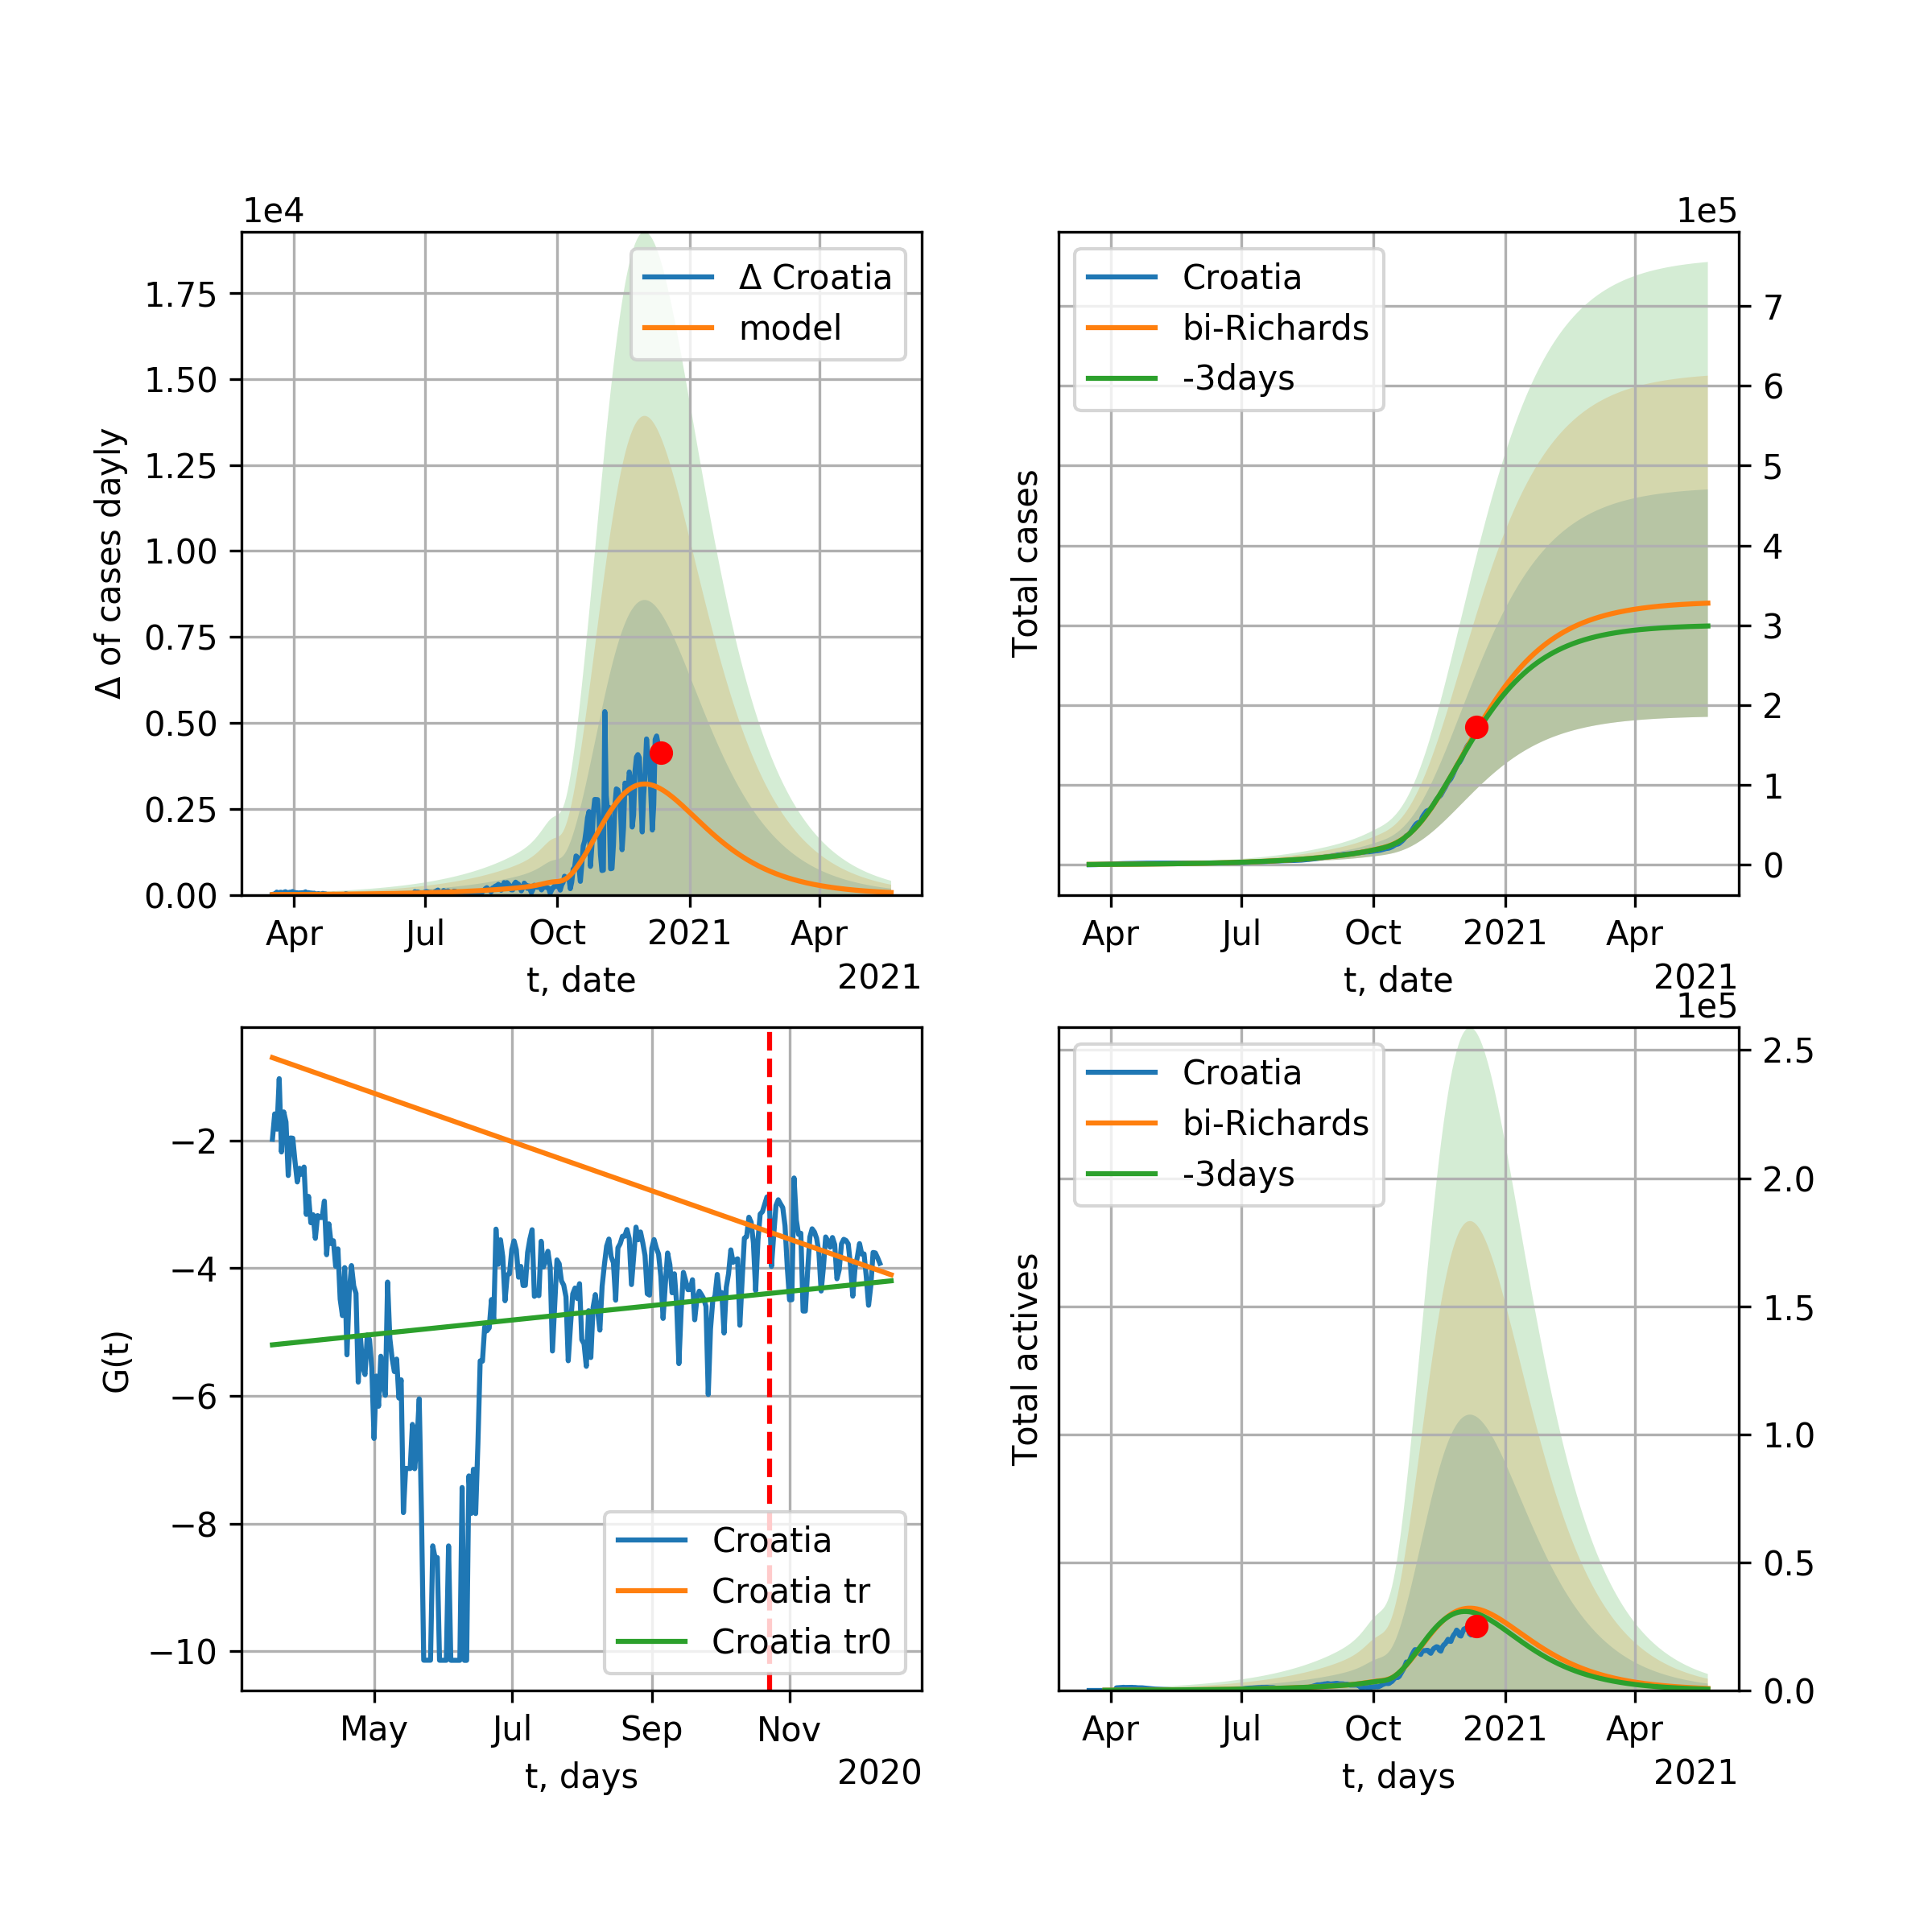 1e4
Δ of cases dayly
1.75
1.50
1.25
1.00
0.75
0.50
0.25
0.00
Δ Croatia
model
Apr Jul Oct 2021 Apr
t, date
2021
1e5
Total cases
Croatia
bi-Richards
-3days
7
6
5
4
3
2
1
0
Apr Jul Oct 2021 Apr
t, date
2021
G(t)
−2
−4
−6
−8
−10
Croatia
Croatia tr
Croatia tr0
May Jul Sep Nov
t, days
2020
1e5
Total actives
Croatia
bi-Richards
-3days
2.5
2.0
1.5
1.0
0.5
0.0
Apr Jul Oct 2021 Apr
t, days
2021